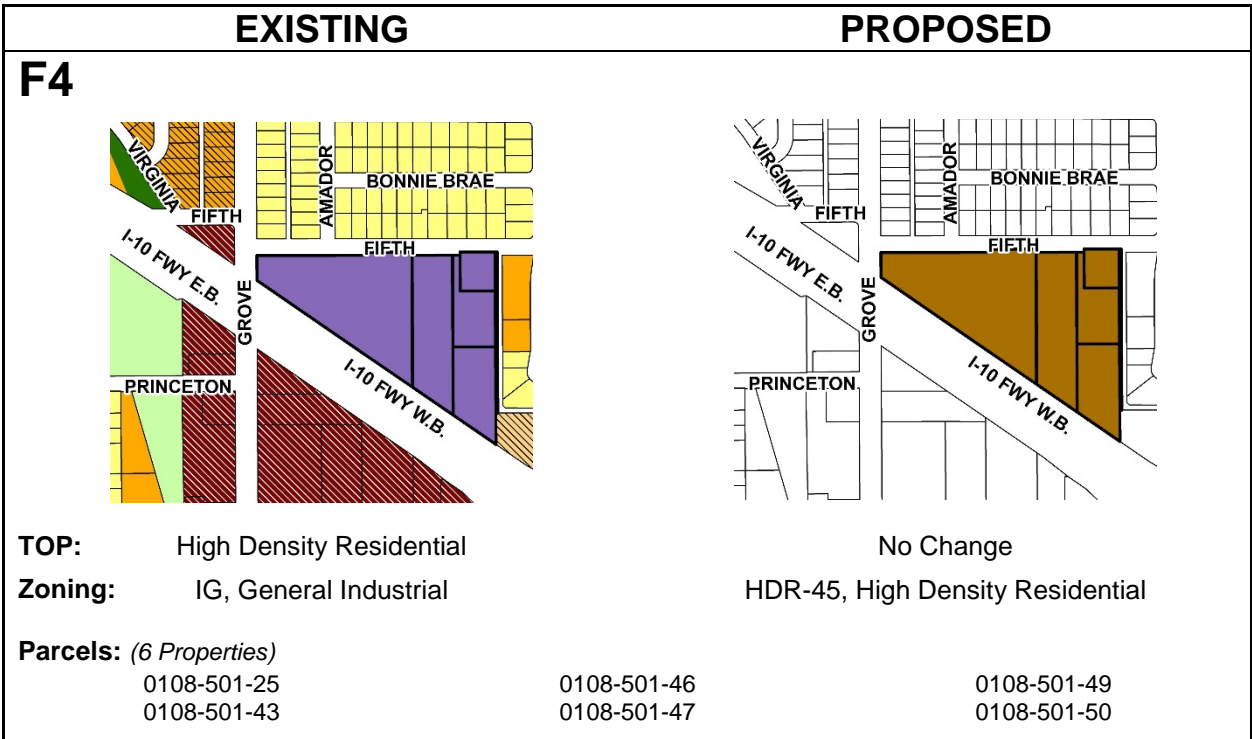 EXISTING PROPOSED
F4
VIRGINIA
AMADOR
BONNIE BRAE
FIFTH
FIFTH
I-10 FWY E.B.
GROVE
I-10 FWY W.B.
PRINCETON
VIRGINIA
AMADOR
BONNIE BRAE
FIFTH
FIFTH
I-10 FWY E.B.
GROVE
I-10 FWY W.B.
PRINCETON
TOP: High Density Residential No Change
Zoning: IG, General Industrial HDR-45, High Density Residential
Parcels: (6 Properties)
0108-501-25 0108-501-46 0108-501-49
0108-501-43 0108-501-47 0108-501-50